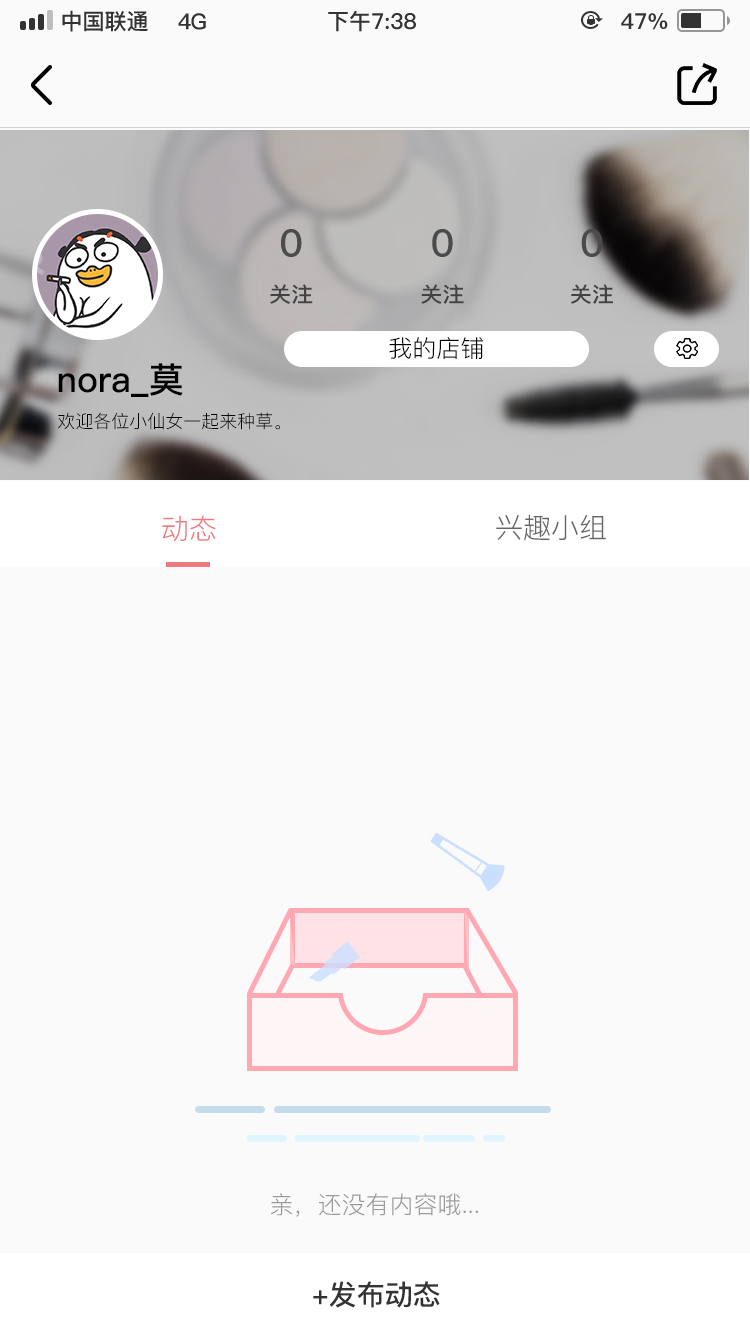 中国联通 4G 下午7:38 47%
0 0 0
关注 关注 关注
我的店铺
nora_莫
欢迎各位小仙女一起来种草。
动态 兴趣小组
亲，还没有内容哦...
+发布动态